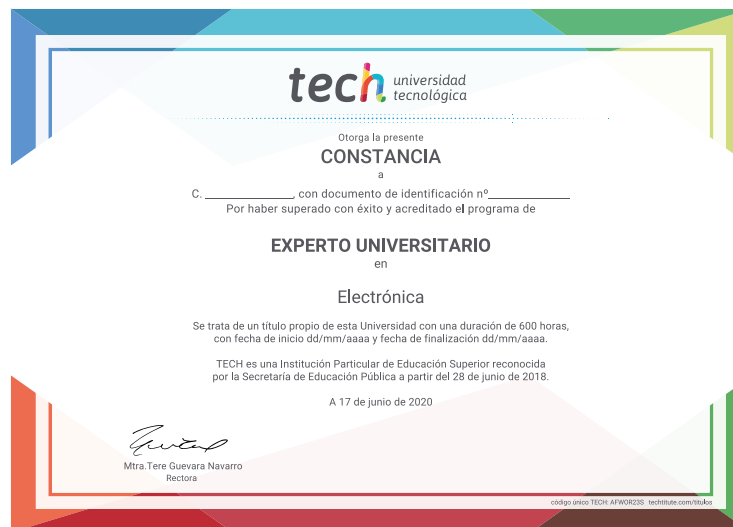 tech universidad
tecnológica
Otorga la presente
CONSTANCIA
a
C. ______________, con documento de identificación nº______________
Por haber superado con éxito y acreditado el programa de
EXPERTO UNIVERSITARIO
en
Electrónica
Se trata de un título propio de esta Universidad con una duración de 600 horas,
con fecha de inicio dd/mm/aaaa y fecha de finalización dd/mm/aaaa.
TECH es una Institución Particular de Educación Superior reconocida
por la Secretaría de Educación Pública a partir del 28 de junio de 2018.
A 17 de junio de 2020
Mtra.Tere Guevara Navarro
Rectora
código único TECH: AFWOR23S techtitute.com/titulos